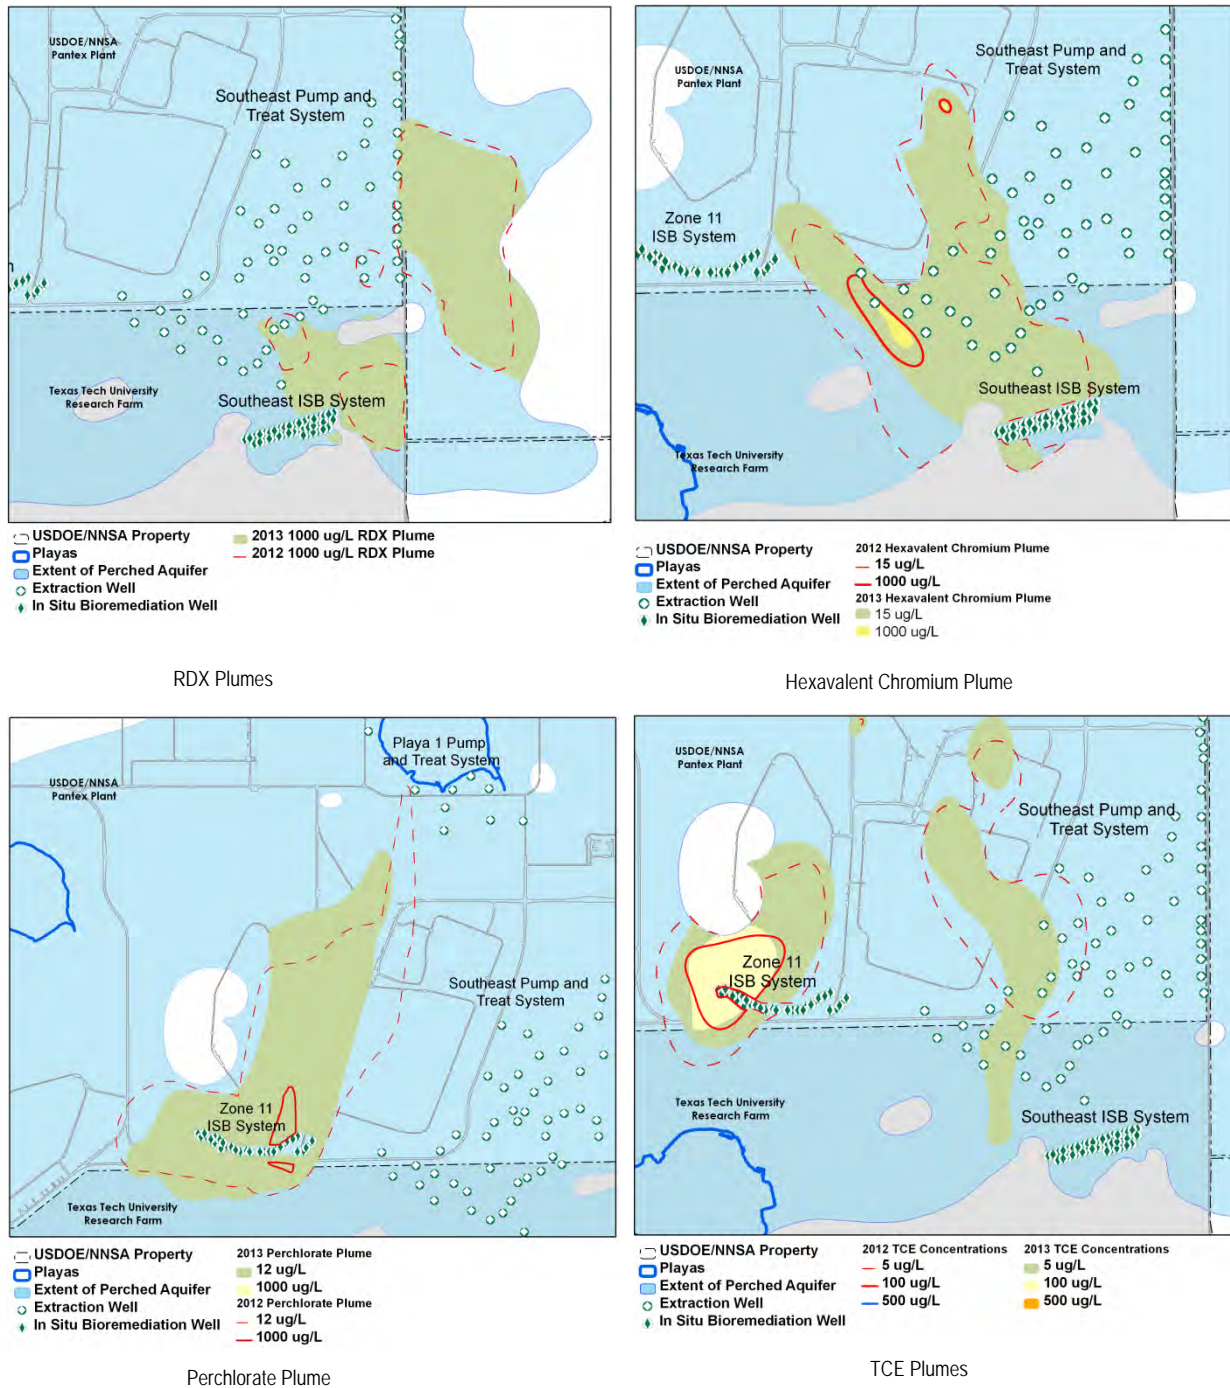 USDOE/NNSA
Pantex Plant
Southeast Pump and
Treat System
Texas Tech University
Research Farm
Southeast ISB System
USDOE/NNSA Property
Playas
Extent of Perched Aquifer
Extraction Well
In Situ Bioremediation Well
2013 1000 ug/L RDX Plume
2012 1000 ug/L RDX Plume
RDX Plumes
USDOE/NNSA
Pantex Plant
Southeast Pump and
Treat System
Zone 11
ISB System
Southeast ISB System
Texas Tech University
Research Farm
USDOE/NNSA Property
Playas
Extent of Perched Aquifer
Extraction Well
In Situ Bioremediation Well
2012 Hexavalent Chromium Plume
15 ug/L
1000 ug/L
2013 Hexavalent Chromium Plume
15 ug/L
1000 ug/L
Hexavalent Chromium Plume
Playa 1 Pump
and Treat System
USDOE/NNSA
Pantex Plant
Southeast Pump and
Treat System
Zone 11
ISB System
Texas Tech University
Research Farm
USDOE/NNSA Property
Playas
Extent of Perched Aquifer
Extraction Well
In Situ Bioremediation Well
2013 Perchlorate Plume
12 ug/L
1000 ug/L
2012 Perchlorate Plume
12 ug/L
1000 ug/L
Perchlorate Plume
USDOE/NNSA
Pantex Plant
Southeast Pump and
Treat System
Zone 11
ISB System
Texas Tech University
Research Farm
Southeast ISB System
USDOE/NNSA Property
Playas
Extent of Perched Aquifer
Extraction Well
In Situ Bioremediation Well
2012 TCE Concentrations
5 ug/L
100 ug/L
500 ug/L
2013 TCE Concentrations
5 ug/L
100 ug/L
500 ug/L
TCE Plumes